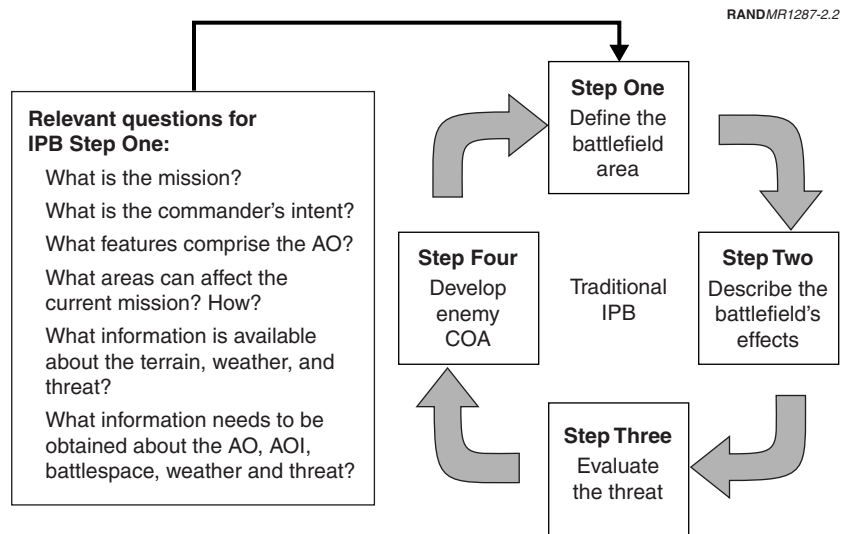 RANDMR1287-2.2
Relevant questions for
IPB Step One:
What is the mission?
What is the commander's intent?
What features comprise the AO?
What areas can affect the
current mission? How?
What information is available
about the terrain, weather, and
threat?
What information needs to be
obtained about the AO, AOI,
battlespace, weather and threat?
Step One
Define the
battlefield
area
Step Two
Describe the
battlefield's
effects
Step Three
Evaluate
the threat
Step Four
Develop
enemy
COA
Traditional
IPB